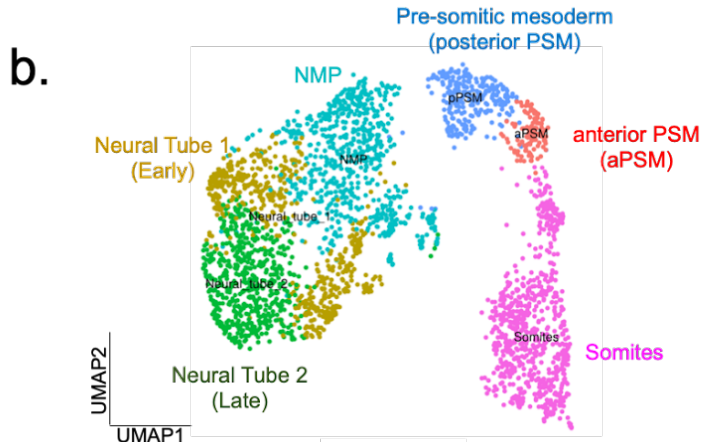 b.
Pre-somitic mesoderm
(posterior PSM)
NMP
pPSM
Neural Tube 1
(Early)
aPSM
anterior PSM
(aPSM)
NMP
Neural_tube_1
Neural_tube_2
Somites
Somites
Neural Tube 2
(Late)
UMAP2
UMAP1